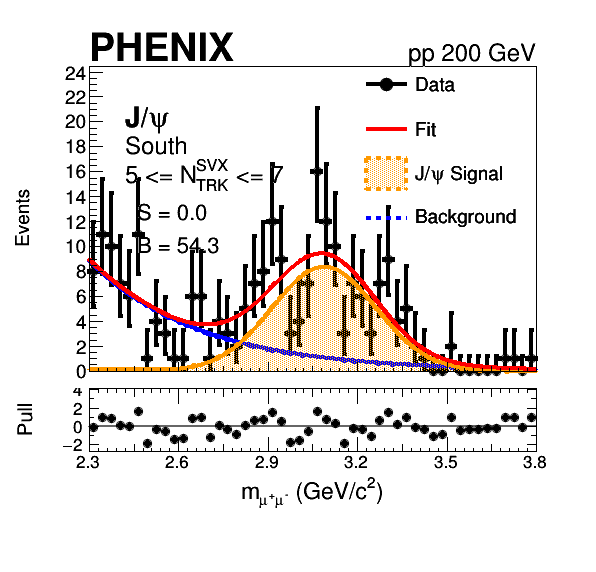 PHENIX
pp 200 GeV
J/ψ
South
5 <= N^SVX_TRK <= 7
S = 0.0
B = 54.3
Data
Fit
J/ψ Signal
Background
Events
24
22
20
18
16
14
12
10
8
6
4
2
0
Pull
4
2
0
−2
2.3 2.6 2.9 3.2 3.5 3.8
m_μ⁺μ⁻ (GeV/c²)